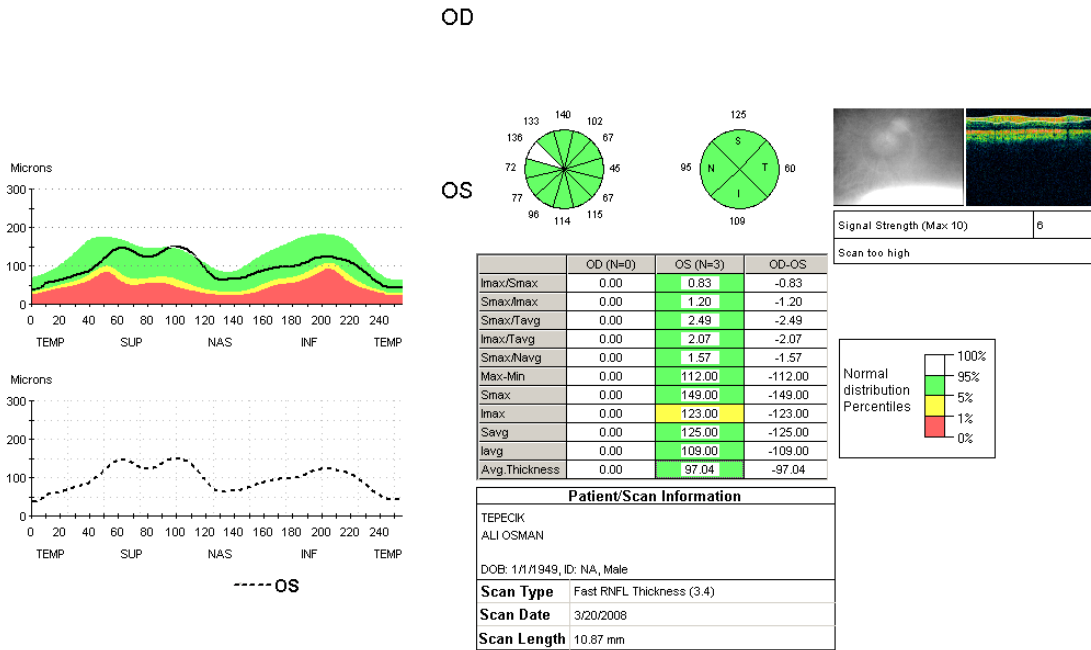 OD
Microns
300
200
100
0
0 20 40 60 80 100 120 140 160 180 200 220 240
TEMP SUP NAS INF TEMP
OS
140
133 102
136 67
72 45
77 67
96 115
114
125
S
95 N T 60
I
109
Signal Strength (Max 10) 6
Scan too high
OD (N=0) OS (N=3) OD-OS
Imax/Smax 0.00 0.83 -0.83
Smax/Imax 0.00 1.20 -1.20
Smax/Tavg 0.00 2.49 -2.49
Imax/Tavg 0.00 2.07 -2.07
Smax/Navg 0.00 1.57 -1.57
Max-Min 0.00 112.00 -112.00
Smax 0.00 149.00 -149.00
Imax 0.00 123.00 -123.00
Savg 0.00 125.00 -125.00
Iavg 0.00 109.00 -109.00
Avg.Thickness 0.00 97.04 -97.04
Normal
distribution
Percentiles
100%
95%
5%
1%
0%
Microns
300
200
100
0
0 20 40 60 80 100 120 140 160 180 200 220 240
TEMP SUP NAS INF TEMP
OS
Patient/Scan Information
TEPECIK
ALI OSMAN
DOB: 1/1/1949, ID: NA, Male
Scan Type Fast RNFL Thickness (3.4)
Scan Date 3/20/2008
Scan Length 10.87 mm